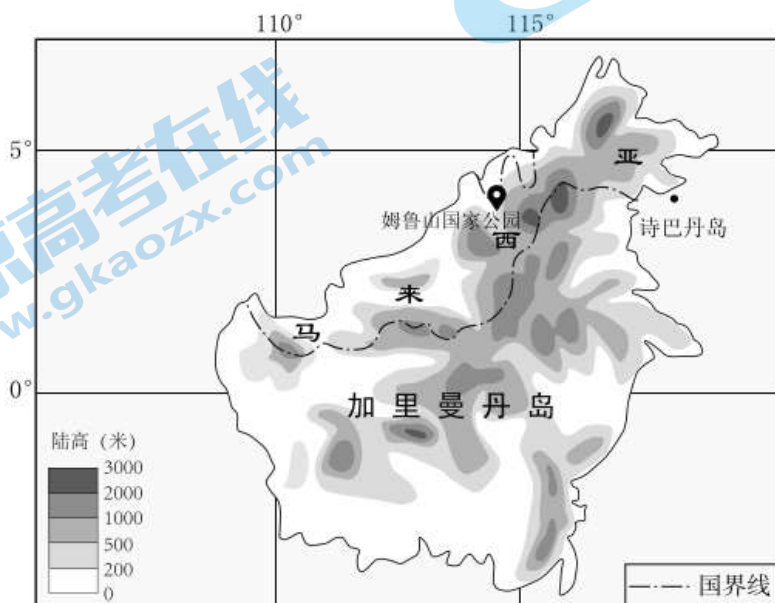 110° 115°
5°
亚
姆鲁山国家公园
西
诗巴丹岛
来
马
0°
加里曼丹岛
陆高（米）
3000
2000
1000
500
200
0
国界线
高考在线
www.gkaozx.com